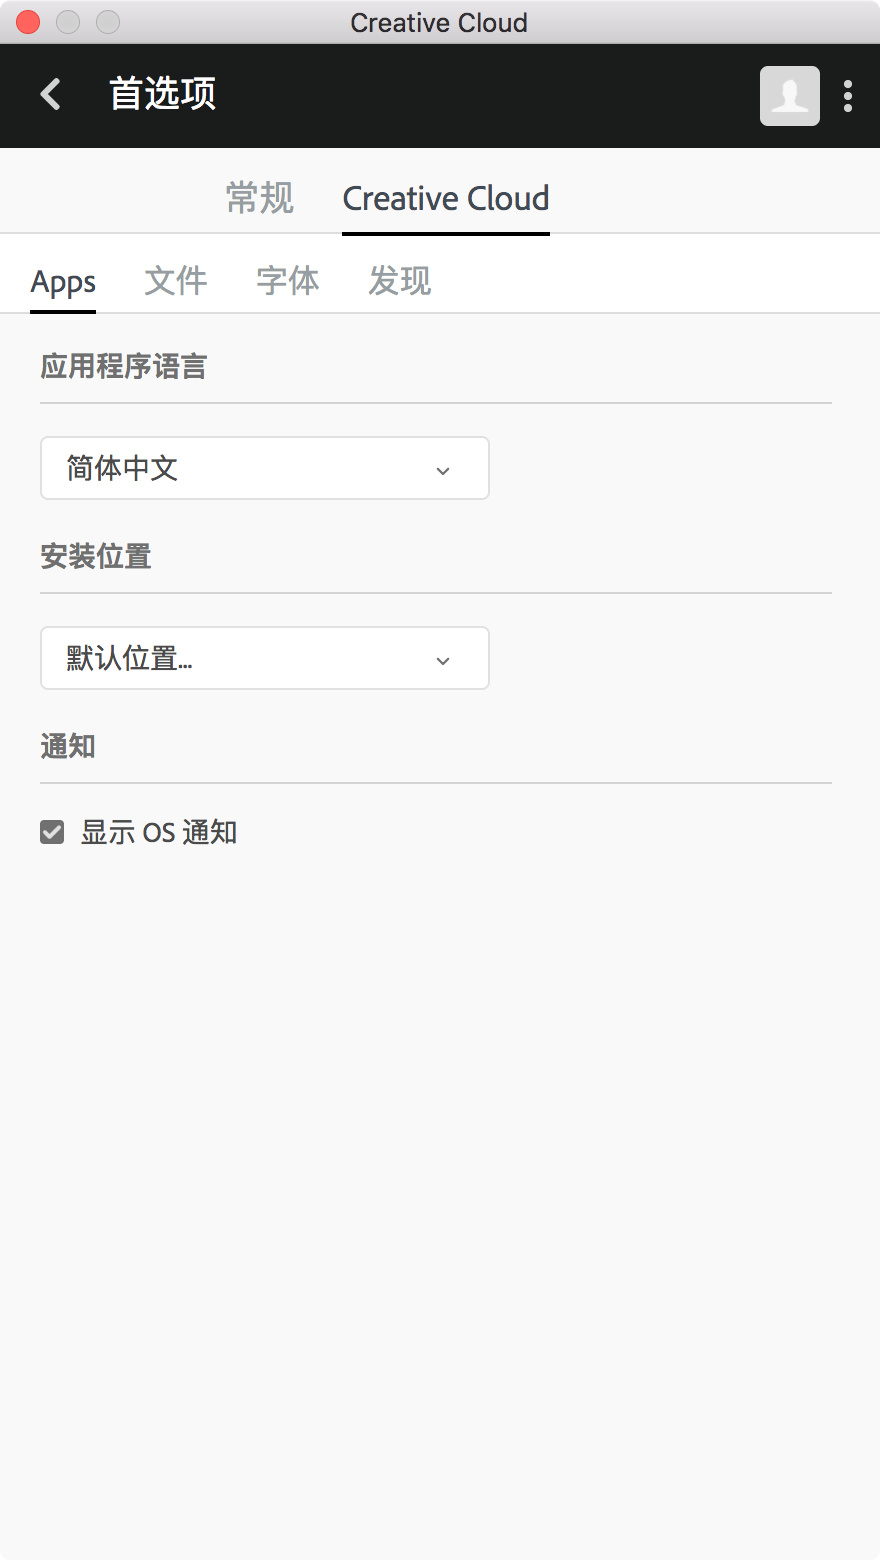 Creative Cloud
首选项
常规 Creative Cloud
Apps 文件 字体 发现
应用程序语言
简体中文
安装位置
默认位置...
通知
显示 OS 通知